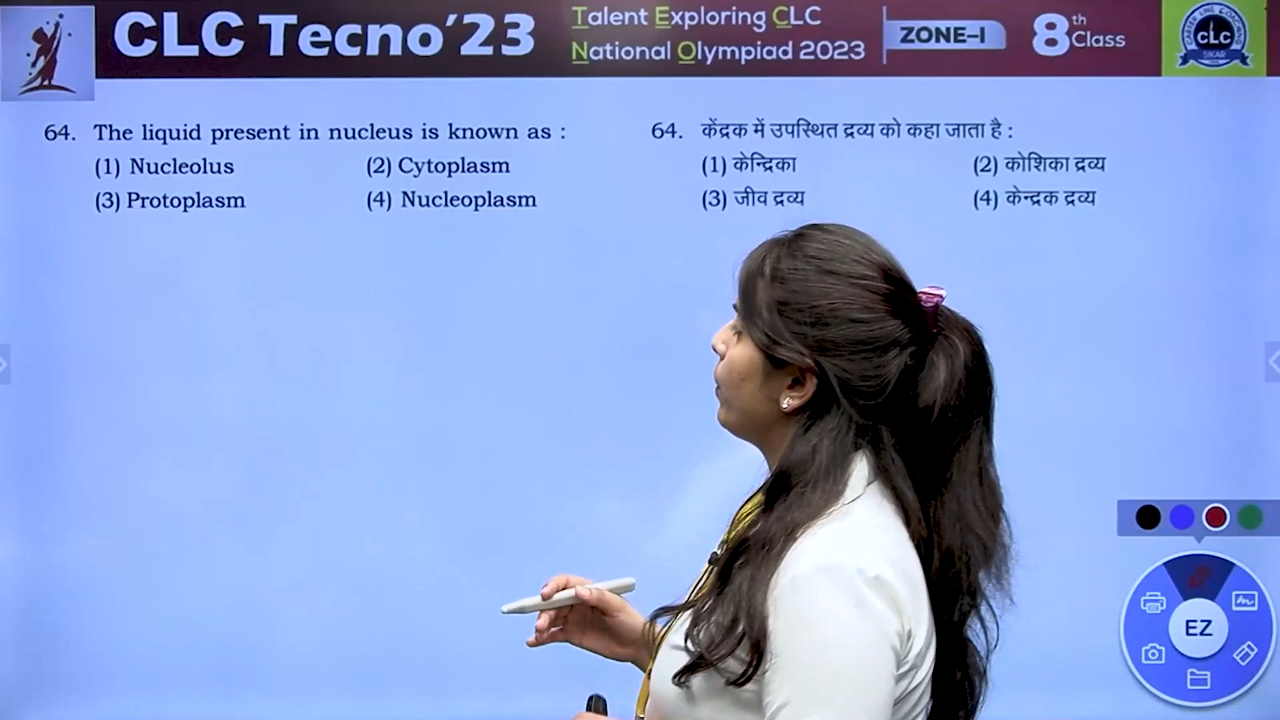 CLC Tecno'23
Talent Exploring CLC
National Olympiad 2023
ZONE–I
8th Class
CLC
SIKAR
64. The liquid present in nucleus is known as :
(1) Nucleolus (2) Cytoplasm
(3) Protoplasm (4) Nucleoplasm
64. केंद्रक में उपस्थित द्रव्य को कहा जाता है :
(1) केन्द्रिका (2) कोशिका द्रव्य
(3) जीव द्रव्य (4) केन्द्रक द्रव्य
EZ